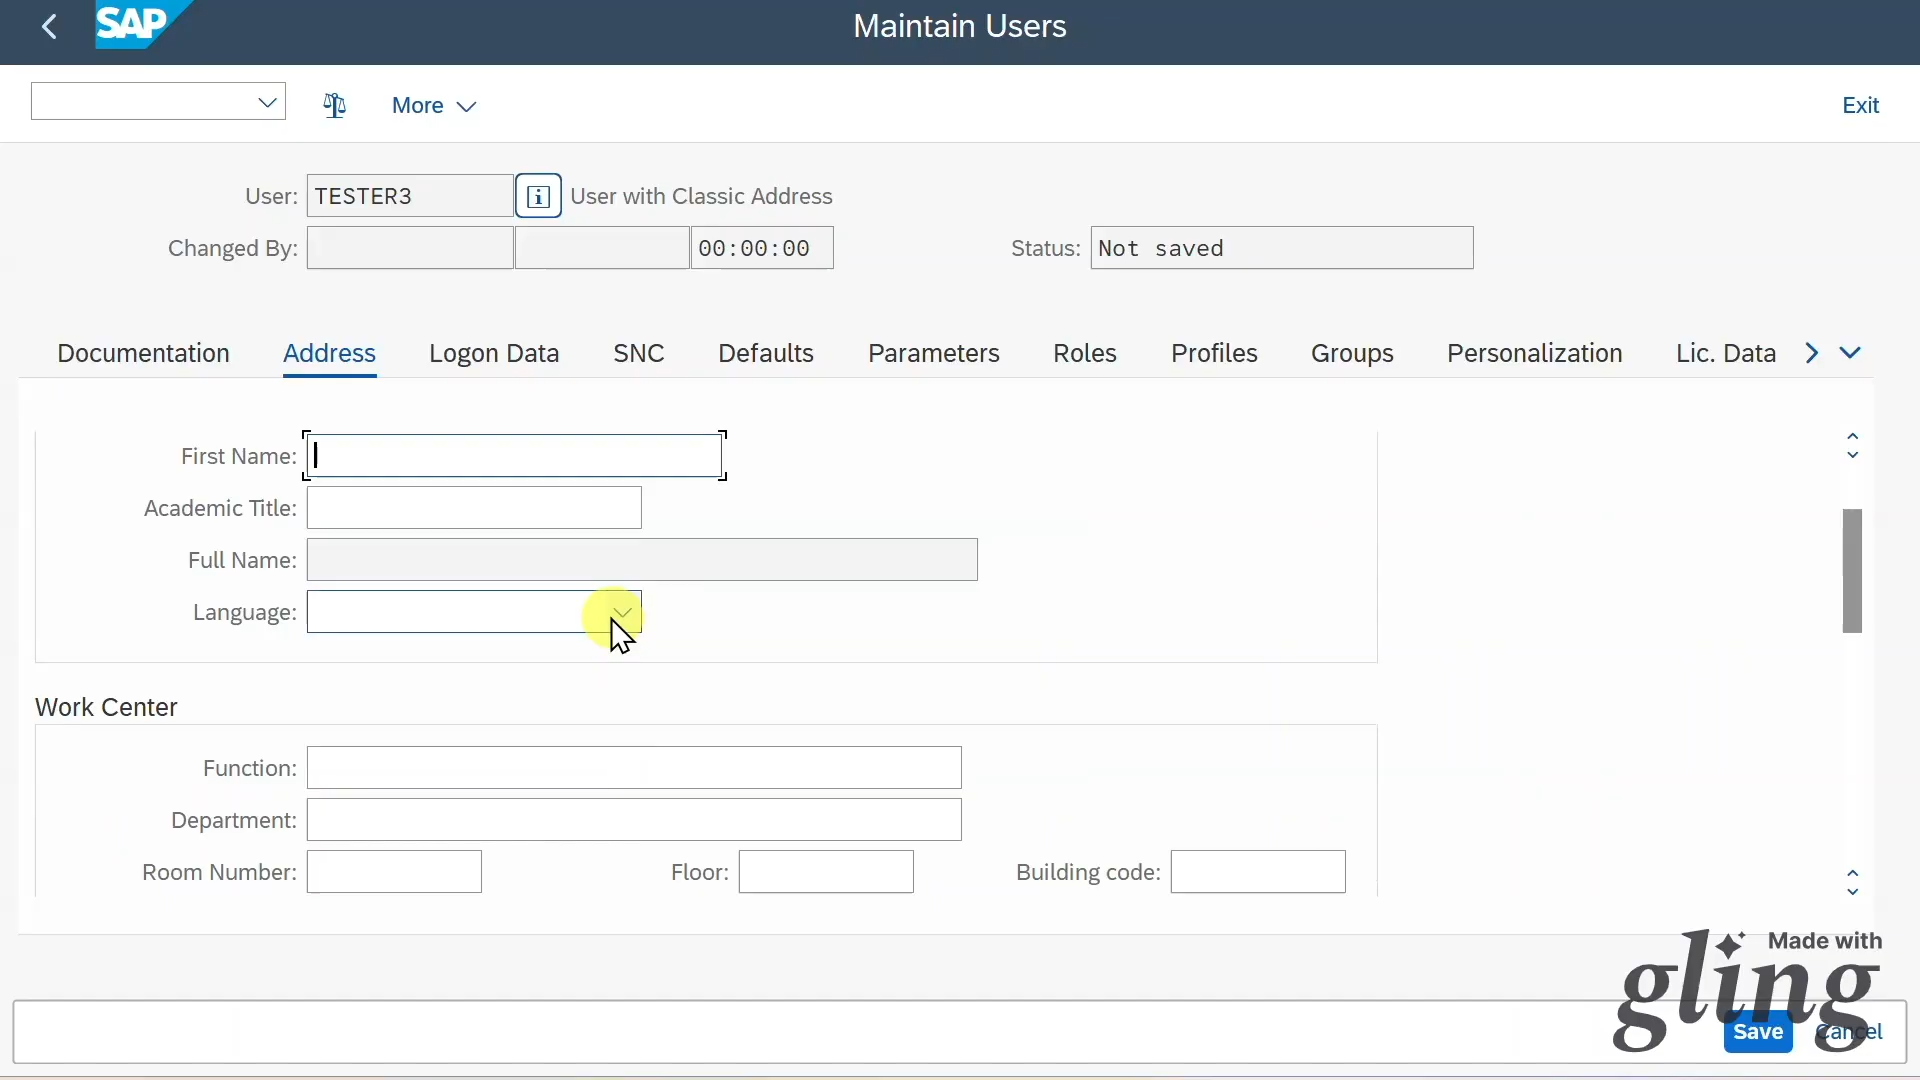 SAP
Maintain Users
More
Exit
User: TESTER3 User with Classic Address
Changed By: 00:00:00 Status: Not saved
Documentation Address Logon Data SNC Defaults Parameters Roles Profiles Groups Personalization Lic. Data
First Name:
Academic Title:
Full Name:
Language:
Work Center
Function:
Department:
Room Number: Floor: Building code:
Made with
gling
Save Cancel